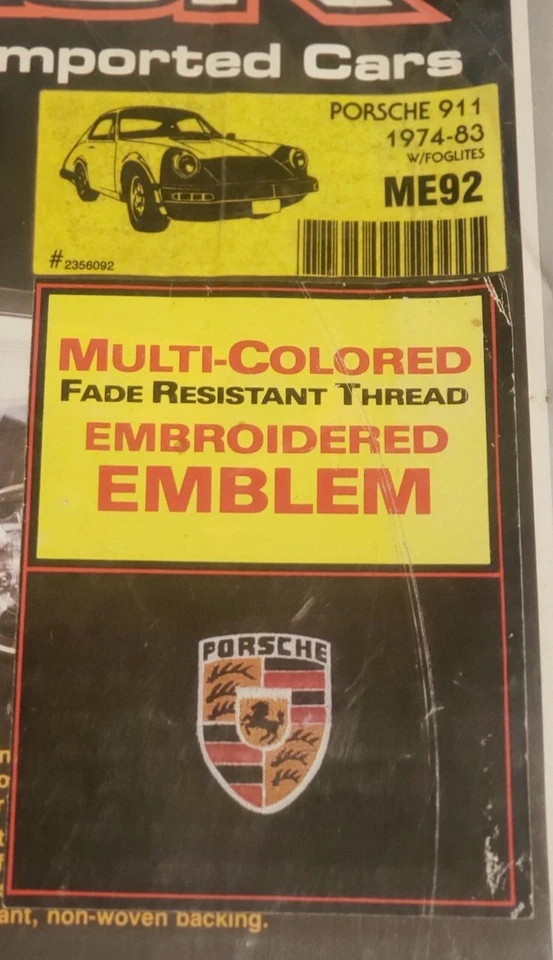 mported Cars
PORSCHE 911
1974-83
W/FOGLITES
ME92
#2356092
MULTI-COLORED
FADE RESISTANT THREAD
EMBROIDERED
EMBLEM
PORSCHE
ant, non-woven backing.